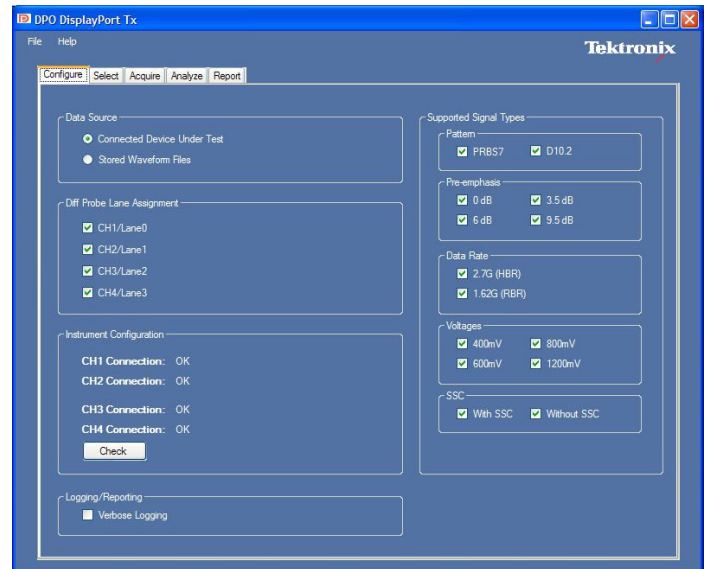 DPO DisplayPort Tx
File Help
Tektronix
Configure Select Acquire Analyze Report
Data Source
Connected Device Under Test
Stored Waveform Files
Diff Probe Lane Assignment
CH1/Lane0
CH2/Lane1
CH3/Lane2
CH4/Lane3
Instrument Configuration
CH1 Connection: OK
CH2 Connection: OK
CH3 Connection: OK
CH4 Connection: OK
Check
Logging/Reporting
Verbose Logging
Supported Signal Types
Pattern
PRBS7 D10.2
Pre-emphasis
0 dB 3.5 dB
6 dB 9.5 dB
Data Rate
2.7G (HBR)
1.62G (RBR)
Voltages
400mV 800mV
600mV 1200mV
SSC
With SSC Without SSC